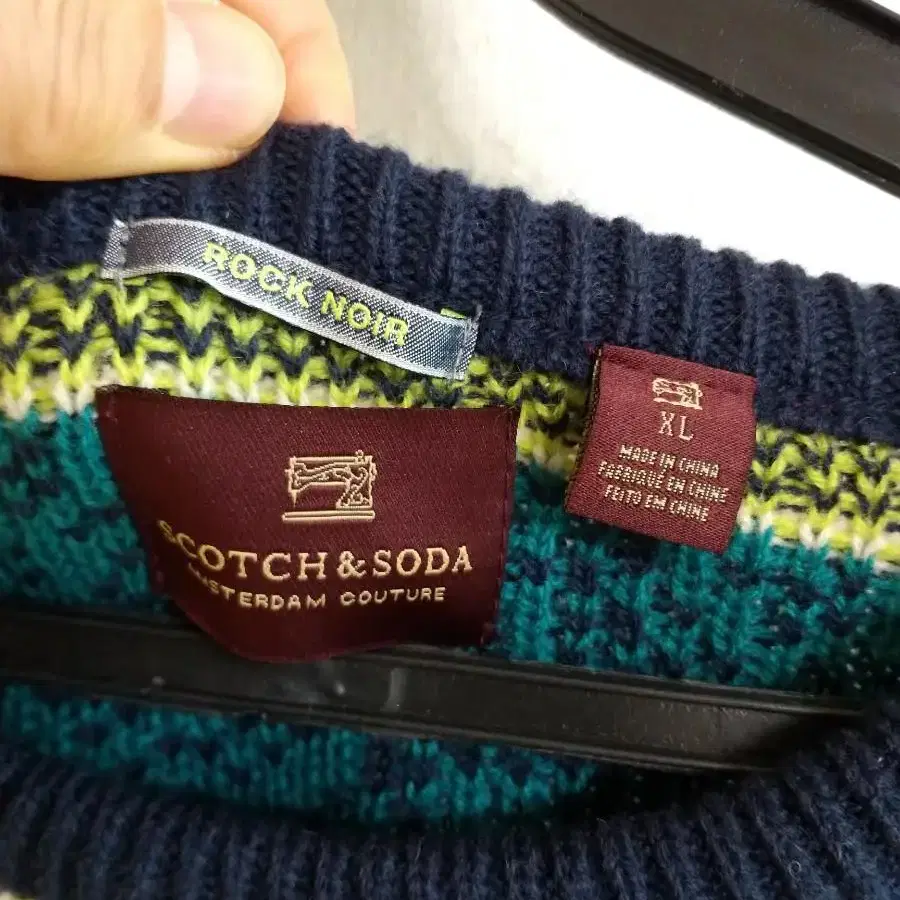 ROCK NOIR
XL
MADE IN CHINA
FABRIQUE EN CHINE
FEITO EM CHINE
SCOTCH & SODA
AMSTERDAM COUTURE